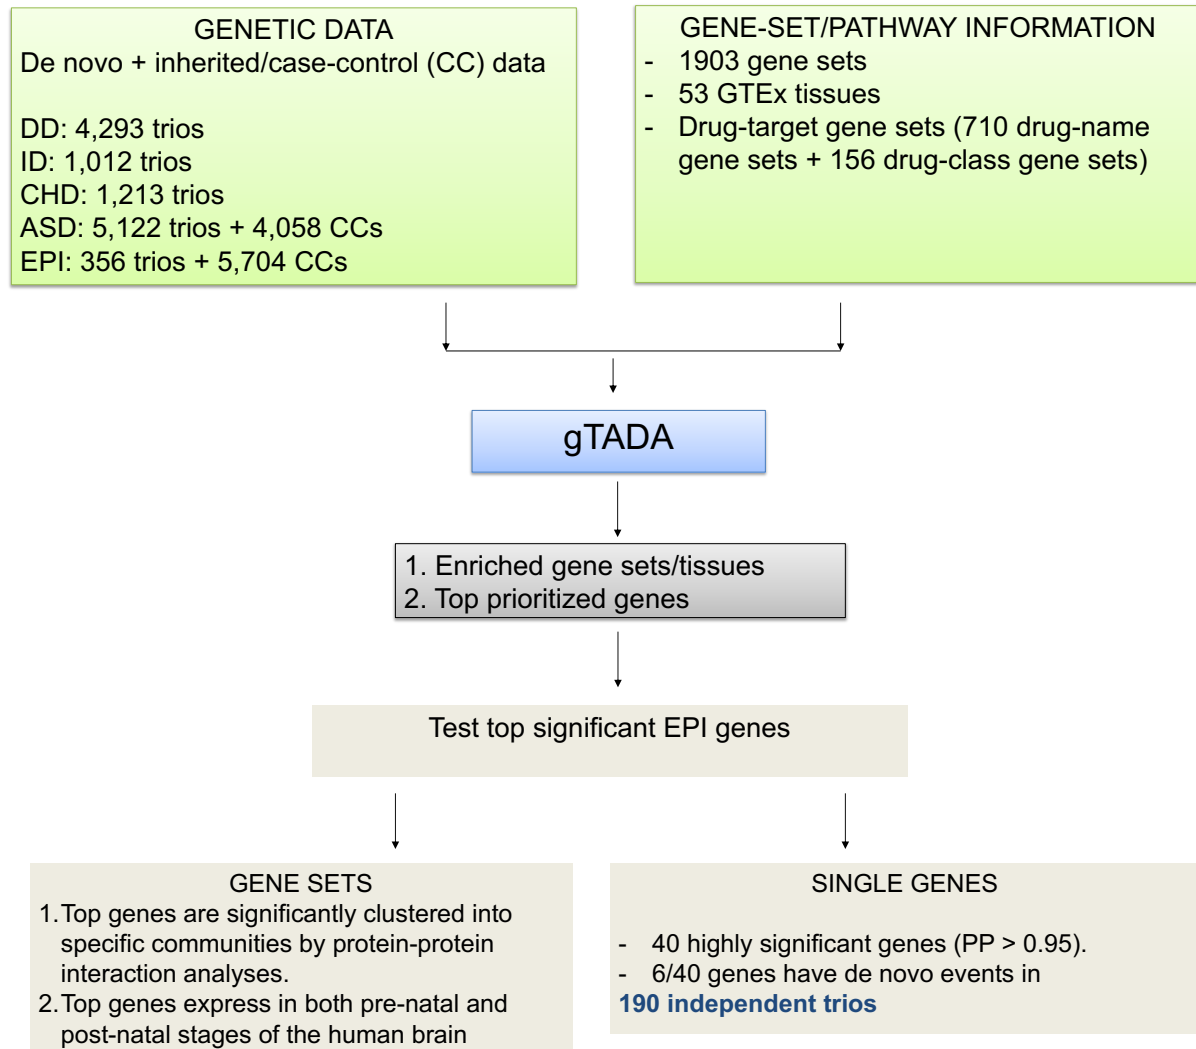 GENETIC DATA
De novo + inherited/case-control (CC) data
DD: 4,293 trios
ID: 1,012 trios
CHD: 1,213 trios
ASD: 5,122 trios + 4,058 CCs
EPI: 356 trios + 5,704 CCs
GENE-SET/PATHWAY INFORMATION
- 1903 gene sets
- 53 GTEx tissues
- Drug-target gene sets (710 drug-name
gene sets + 156 drug-class gene sets)
gTADA
1. Enriched gene sets/tissues
2. Top prioritized genes
Test top significant EPI genes
GENE SETS
1. Top genes are significantly clustered into
specific communities by protein-protein
interaction analyses.
2. Top genes express in both pre-natal and
post-natal stages of the human brain
SINGLE GENES
- 40 highly significant genes (PP > 0.95).
- 6/40 genes have de novo events in
190 independent trios